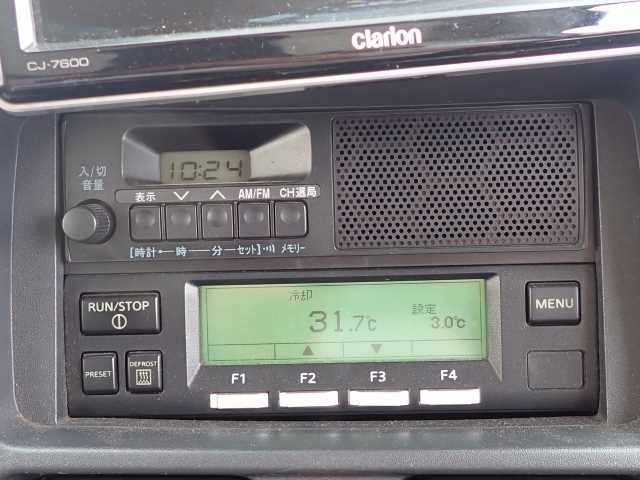 clarion
CJ-7600
入/切
音量
10:24
表示 AM/FM CH選局
[時計 時 分 セット] メモリー
RUN/STOP
冷却
31.7℃
設定
3.0℃
MENU
PRESET
DEFROST
F1 F2 F3 F4